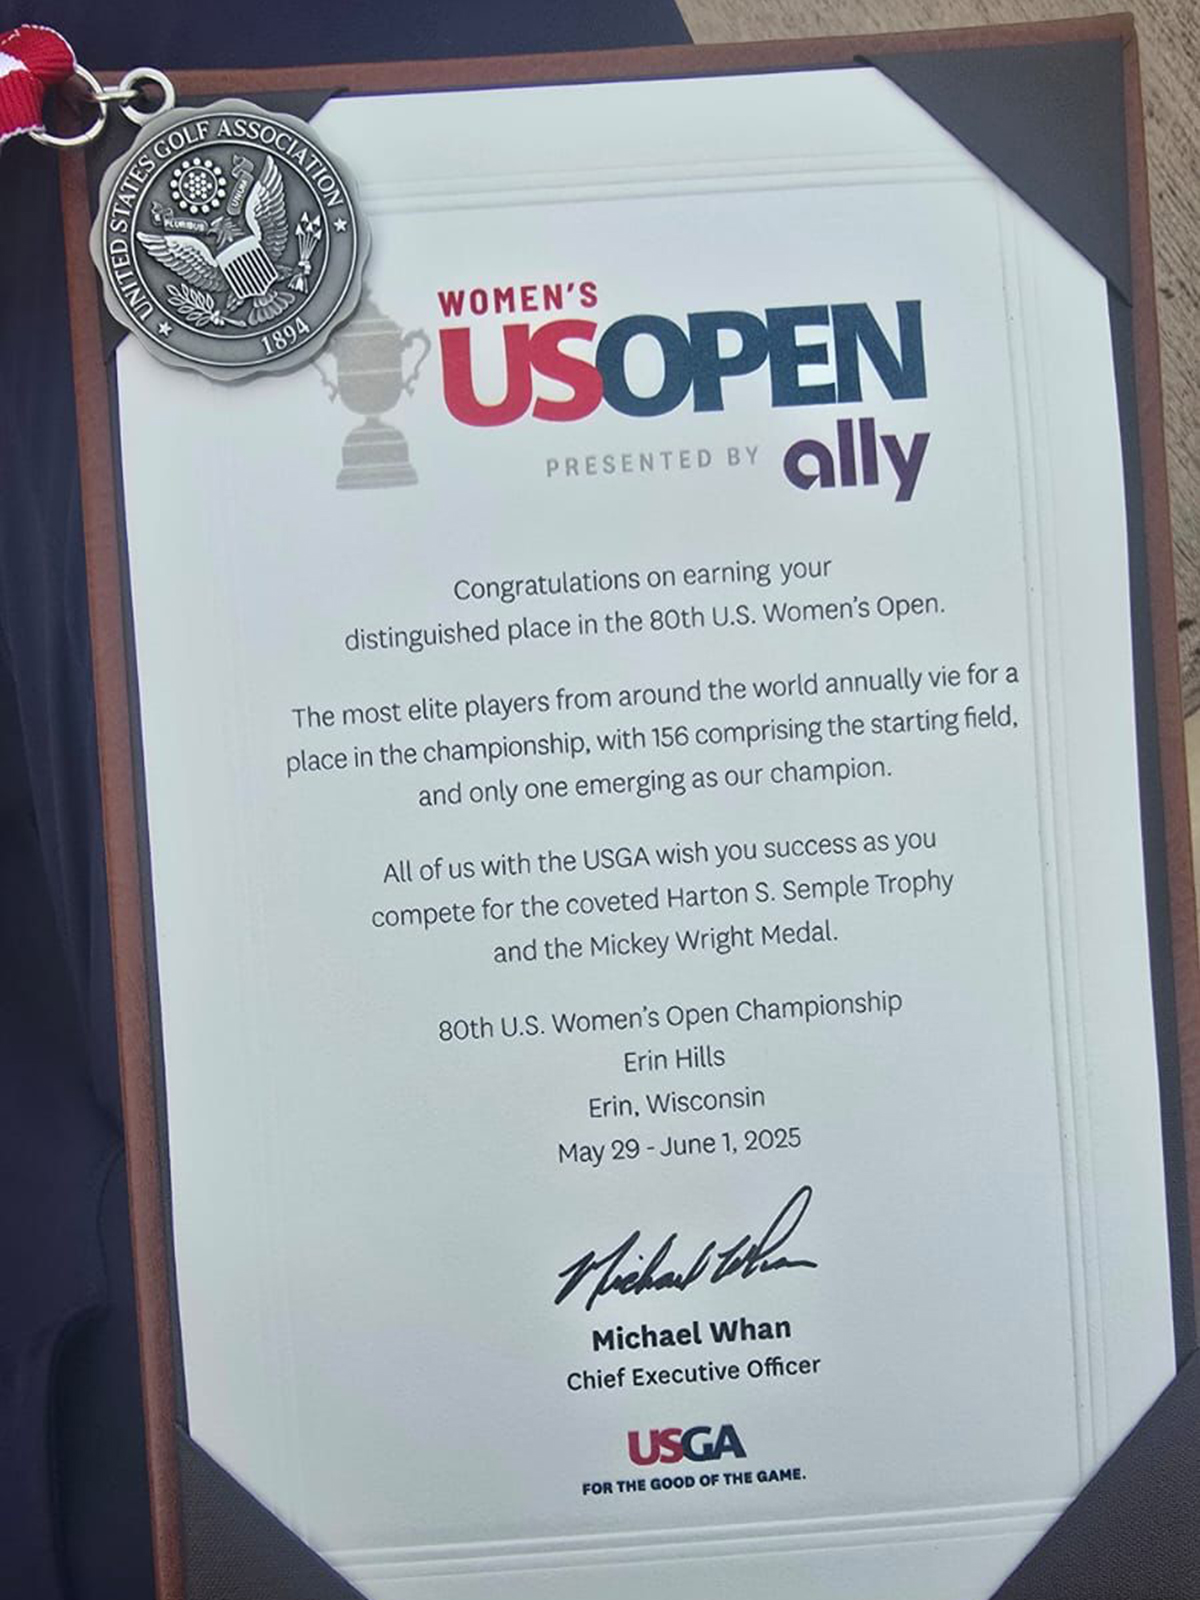 UNITED STATES GOLF ASSOCIATION
PLURIBUS
UNUM
1894
WOMEN'S
US OPEN
PRESENTED BY ally
Congratulations on earning your
distinguished place in the 80th U.S. Women's Open.
The most elite players from around the world annually vie for a
place in the championship, with 156 comprising the starting field,
and only one emerging as our champion.
All of us with the USGA wish you success as you
compete for the coveted Harton S. Semple Trophy
and the Mickey Wright Medal.
80th U.S. Women's Open Championship
Erin Hills
Erin, Wisconsin
May 29 - June 1, 2025
Michael Whan
Michael Whan
Chief Executive Officer
USGA
FOR THE GOOD OF THE GAME.